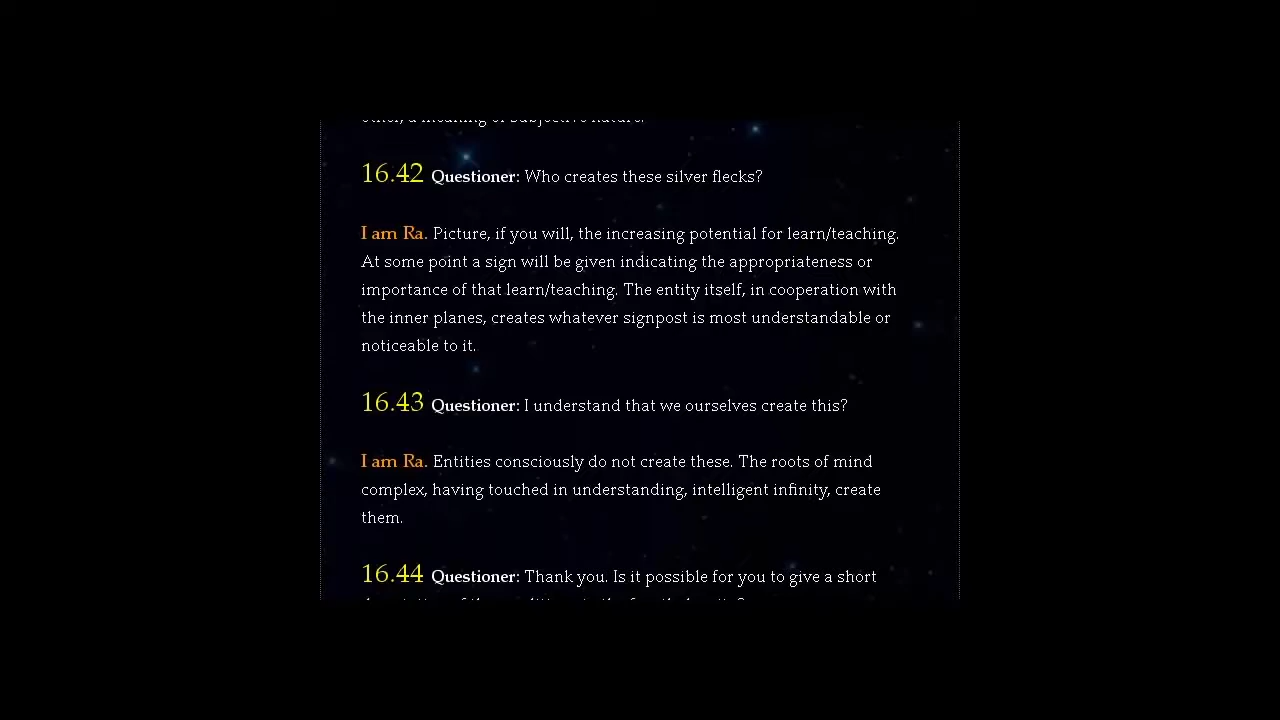 other, a meaning of subjective nature.
16.42 Questioner: Who creates these silver flecks?
I am Ra. Picture, if you will, the increasing potential for learn/teaching.
At some point a sign will be given indicating the appropriateness or
importance of that learn/teaching. The entity itself, in cooperation with
the inner planes, creates whatever signpost is most understandable or
noticeable to it.
16.43 Questioner: I understand that we ourselves create this?
I am Ra. Entities consciously do not create these. The roots of mind
complex, having touched in understanding, intelligent infinity, create
them.
16.44 Questioner: Thank you. Is it possible for you to give a short